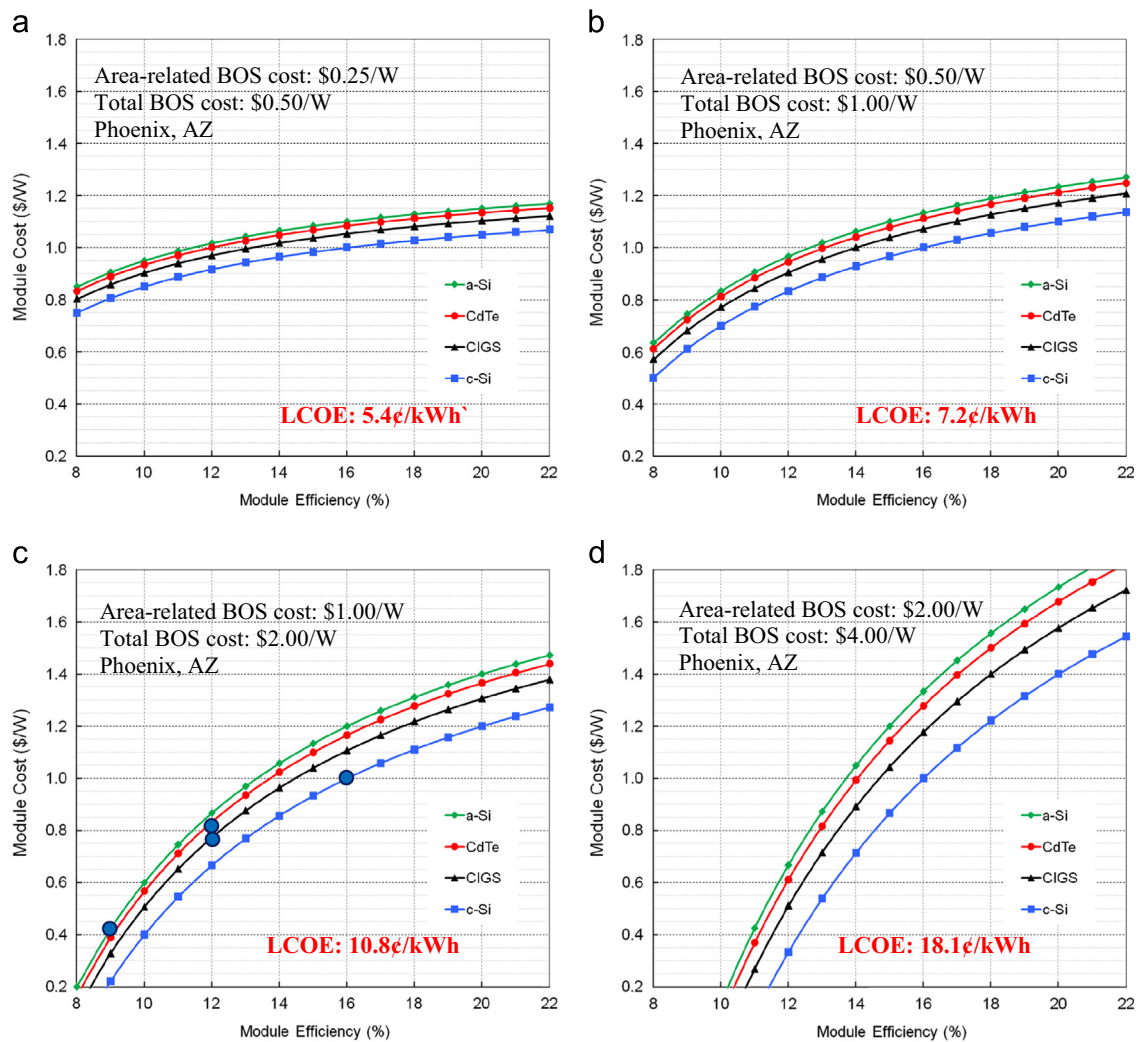 a
Area-related BOS cost: $0.25/W
Total BOS cost: $0.50/W
Phoenix, AZ
Module Cost ($/W)
1.8
1.6
1.4
1.2
1.0
0.8
0.6
0.4
0.2
a-Si
CdTe
CIGS
c-Si
LCOE: 5.4¢/kWh`
8 10 12 14 16 18 20 22
Module Efficiency (%)
b
Area-related BOS cost: $0.50/W
Total BOS cost: $1.00/W
Phoenix, AZ
Module Cost ($/W)
1.8
1.6
1.4
1.2
1.0
0.8
0.6
0.4
0.2
a-Si
CdTe
CIGS
c-Si
LCOE: 7.2¢/kWh
8 10 12 14 16 18 20 22
Module Efficiency (%)
c
Area-related BOS cost: $1.00/W
Total BOS cost: $2.00/W
Phoenix, AZ
Module Cost ($/W)
1.8
1.6
1.4
1.2
1.0
0.8
0.6
0.4
0.2
a-Si
CdTe
CIGS
c-Si
LCOE: 10.8¢/kWh
8 10 12 14 16 18 20 22
Module Efficiency (%)
d
Area-related BOS cost: $2.00/W
Total BOS cost: $4.00/W
Phoenix, AZ
Module Cost ($/W)
1.8
1.6
1.4
1.2
1.0
0.8
0.6
0.4
0.2
a-Si
CdTe
CIGS
c-Si
LCOE: 18.1¢/kWh
8 10 12 14 16 18 20 22
Module Efficiency (%)